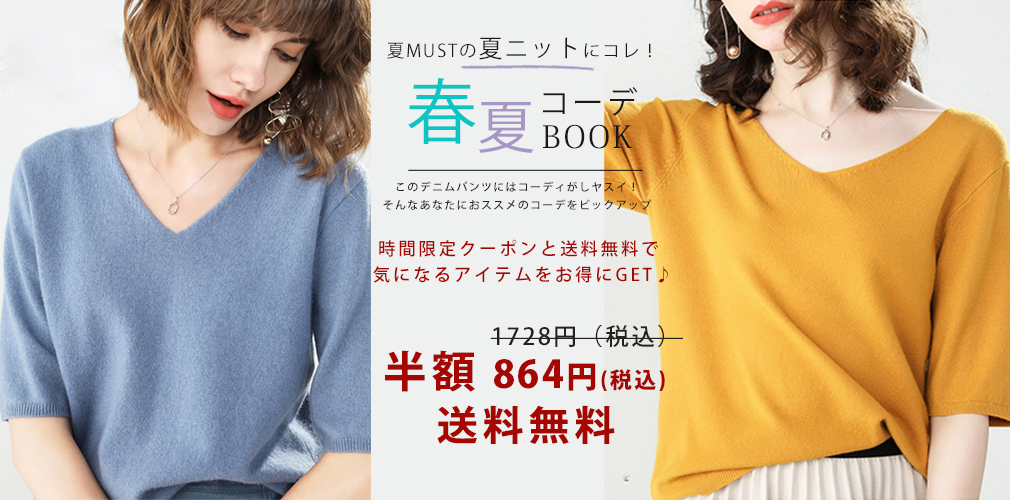 夏MUSTの夏ニットにコレ！
春夏コーデ
BOOK
このデニムパンツにはコーディがしヤスイ！
そんなあなたにおススメのコーデをピックアップ
時間限定クーポンと送料無料で
気になるアイテムをお得にGET♪
1728円（税込）
半額 864円(税込)
送料無料